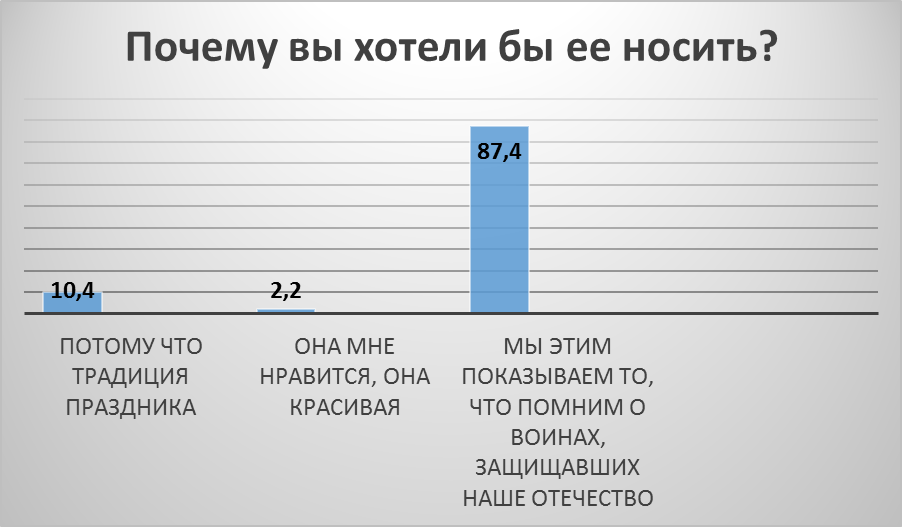 Почему вы хотели бы ее носить?
87,4
10,4
2,2
ПОТОМУ ЧТО
ТРАДИЦИЯ
ПРАЗДНИКА
ОНА МНЕ
НРАВИТСЯ, ОНА
КРАСИВАЯ
МЫ ЭТИМ
ПОКАЗЫВАЕМ ТО,
ЧТО ПОМНИМ О
ВОИНАХ,
ЗАЩИЩАВШИХ
НАШЕ ОТЕЧЕСТВО